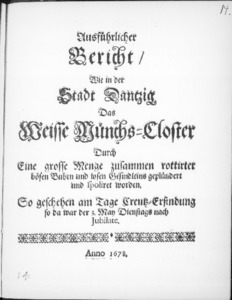 14.
Ausführlicher
Bericht/
Wie in der
Stadt Dantzig
Das
Weisse Münchs-Closter
Durch
Eine grosse Menge zusammen rottirter
bösen Buben und losen Gesindleins geplündert
und spoliret worden.
So geschehen am Tage Creutz-Erfindung
so da war der 3. May Dienstags nach
Jubilate.
Anno 1678.